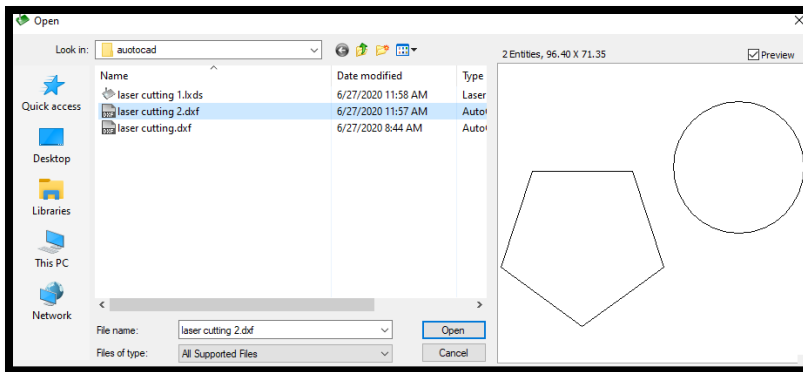 Open
Look in:
auotocad
2 Entities, 96.40 X 71.35
Preview
Name
Date modified
Type
laser cutting 1.lxds
6/27/2020 11:58 AM
Laser
laser cutting 2.dxf
6/27/2020 11:57 AM
Auto
laser cutting.dxf
6/27/2020 8:44 AM
Auto
Quick access
Desktop
Libraries
This PC
Network
File name:
laser cutting 2.dxf
Open
Files of type:
All Supported Files
Cancel